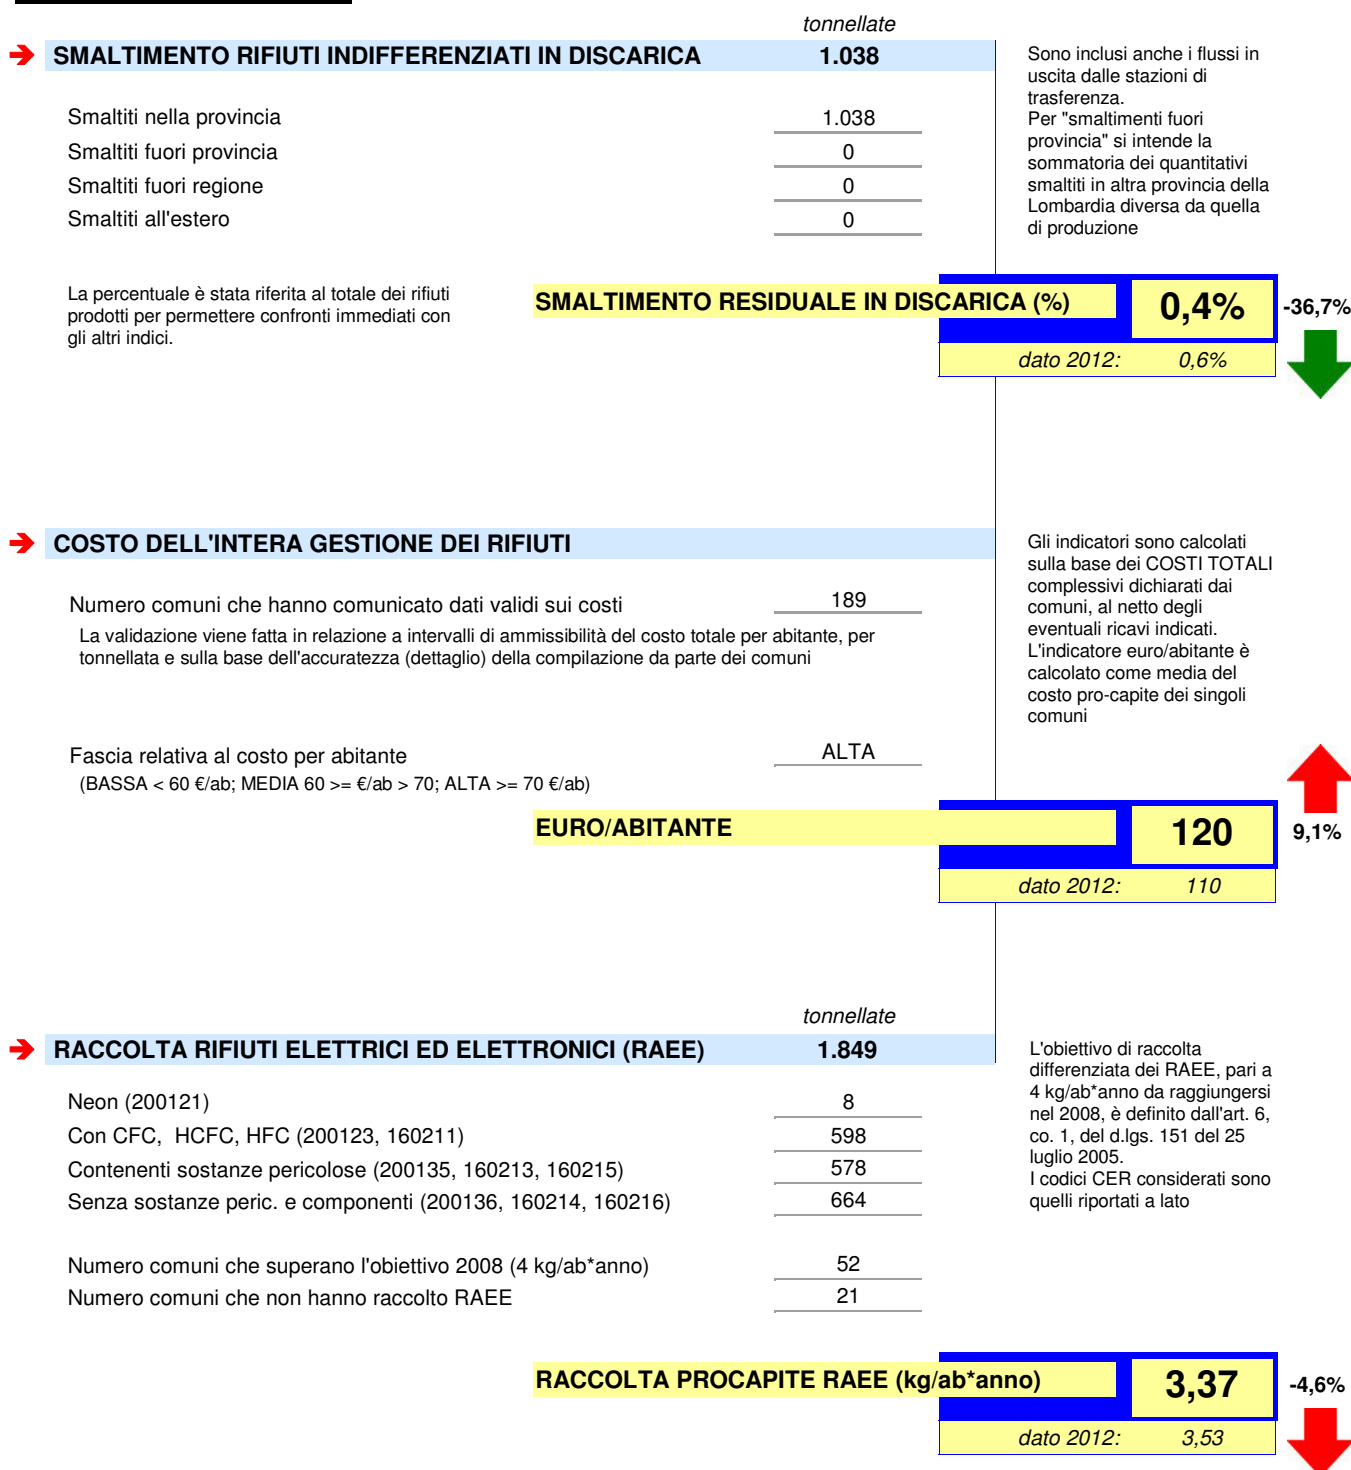 tonnellate
SMALTIMENTO RIFIUTI INDIFFERENZIATI IN DISCARICA 1.038
Smaltiti nella provincia 1.038
Smaltiti fuori provincia 0
Smaltiti fuori regione 0
Smaltiti all'estero 0
Sono inclusi anche i flussi in
uscita dalle stazioni di
trasferenza.
Per "smaltimenti fuori
provincia" si intende la
sommatoria dei quantitativi
smaltiti in altra provincia della
Lombardia diversa da quella
di produzione
La percentuale è stata riferita al totale dei rifiuti
prodotti per permettere confronti immediati con
gli altri indici.
SMALTIMENTO RESIDUALE IN DISCARICA (%) 0,4% -36,7%
dato 2012: 0,6%
COSTO DELL'INTERA GESTIONE DEI RIFIUTI
Numero comuni che hanno comunicato dati validi sui costi 189
La validazione viene fatta in relazione a intervalli di ammissibilità del costo totale per abitante, per
tonnellata e sulla base dell'accuratezza (dettaglio) della compilazione da parte dei comuni
Gli indicatori sono calcolati
sulla base dei COSTI TOTALI
complessivi dichiarati dai
comuni, al netto degli
eventuali ricavi indicati.
L'indicatore euro/abitante è
calcolato come media del
costo pro-capite dei singoli
comuni
Fascia relativa al costo per abitante ALTA
(BASSA < 60 €/ab; MEDIA 60 >= €/ab > 70; ALTA >= 70 €/ab)
EURO/ABITANTE 120 9,1%
dato 2012: 110
tonnellate
RACCOLTA RIFIUTI ELETTRICI ED ELETTRONICI (RAEE) 1.849
Neon (200121) 8
Con CFC, HCFC, HFC (200123, 160211) 598
Contenenti sostanze pericolose (200135, 160213, 160215) 578
Senza sostanze peric. e componenti (200136, 160214, 160216) 664
Numero comuni che superano l'obiettivo 2008 (4 kg/ab*anno) 52
Numero comuni che non hanno raccolto RAEE 21
L'obiettivo di raccolta
differenziata dei RAEE, pari a
4 kg/ab*anno da raggiungersi
nel 2008, è definito dall'art. 6,
co. 1, del d.lgs. 151 del 25
luglio 2005.
I codici CER considerati sono
quelli riportati a lato
RACCOLTA PROCAPITE RAEE (kg/ab*anno) 3,37 -4,6%
dato 2012: 3,53